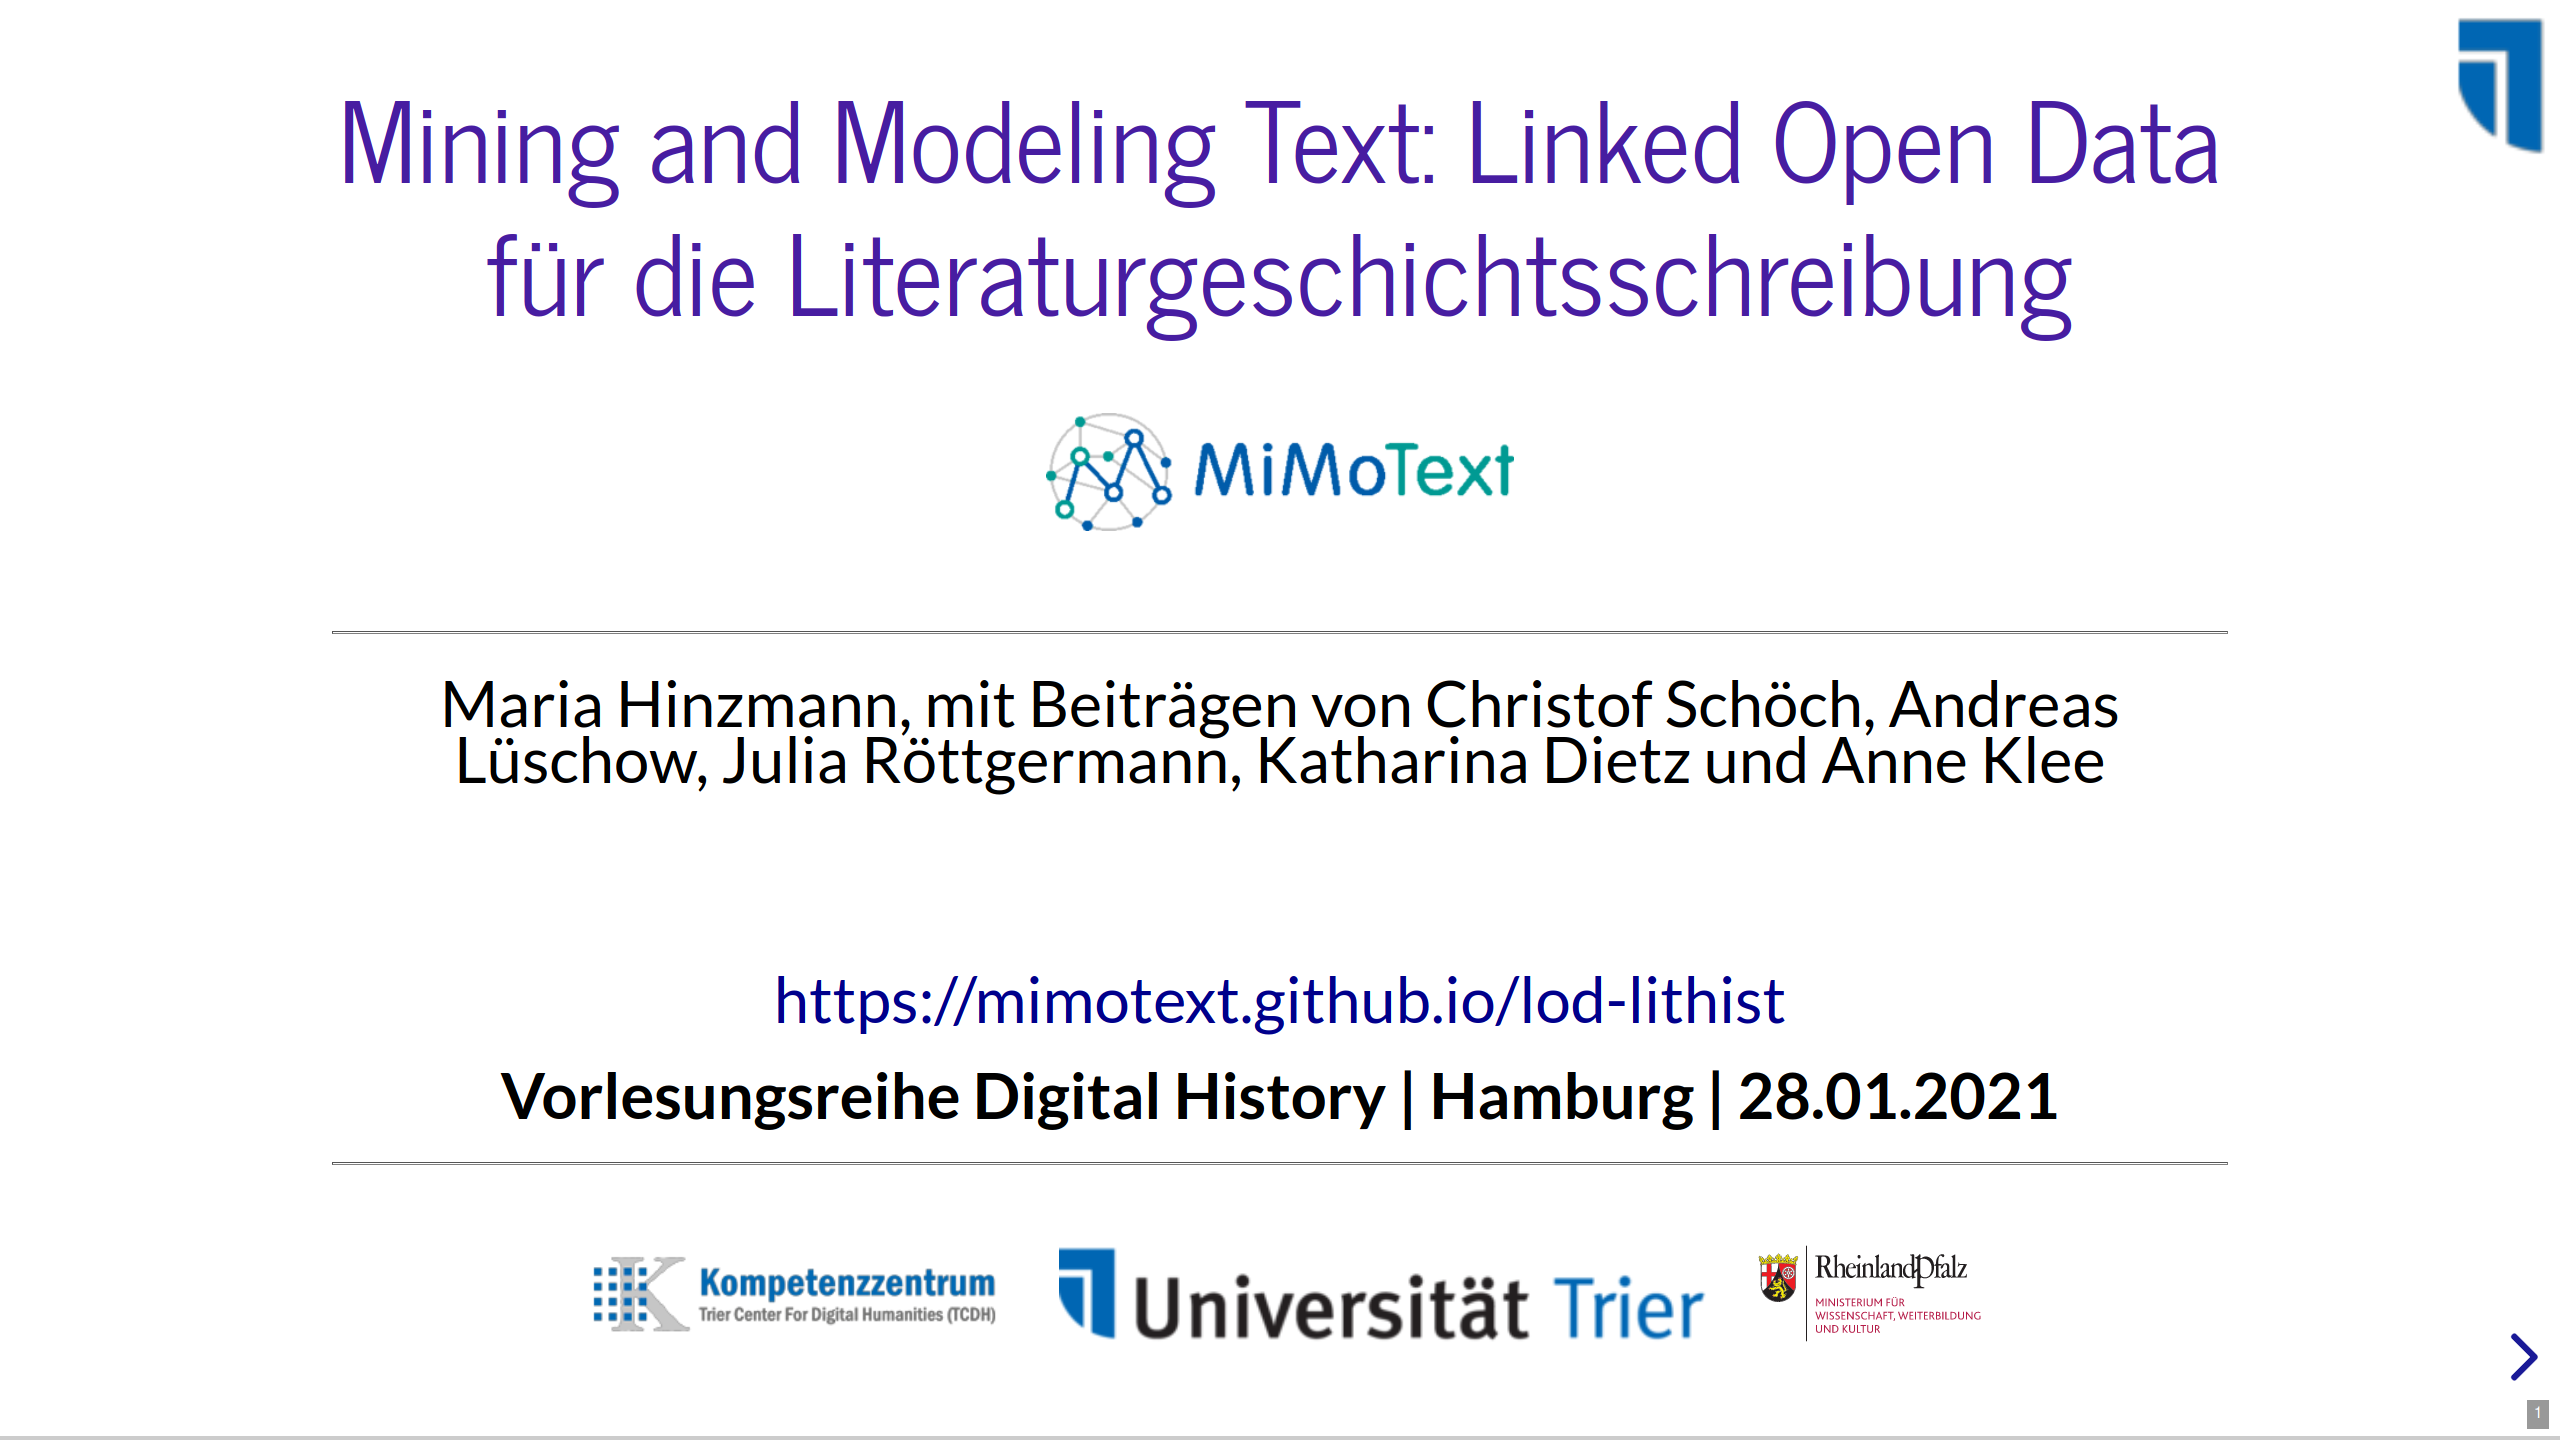 Mining and Modeling Text: Linked Open Data
für die Literaturgeschichtsschreibung
MiMoText
Maria Hinzmann, mit Beiträgen von Christof Schöch, Andreas
Lüschow, Julia Röttgermann, Katharina Dietz und Anne Klee
https://mimotext.github.io/lod-lithist
Vorlesungsreihe Digital History | Hamburg | 28.01.2021
K Kompetenzzentrum
Trier Center For Digital Humanities (TCDH)
Universität Trier
RheinlandPfalz
MINISTERIUM FÜR
WISSENSCHAFT, WEITERBILDUNG
UND KULTUR
1